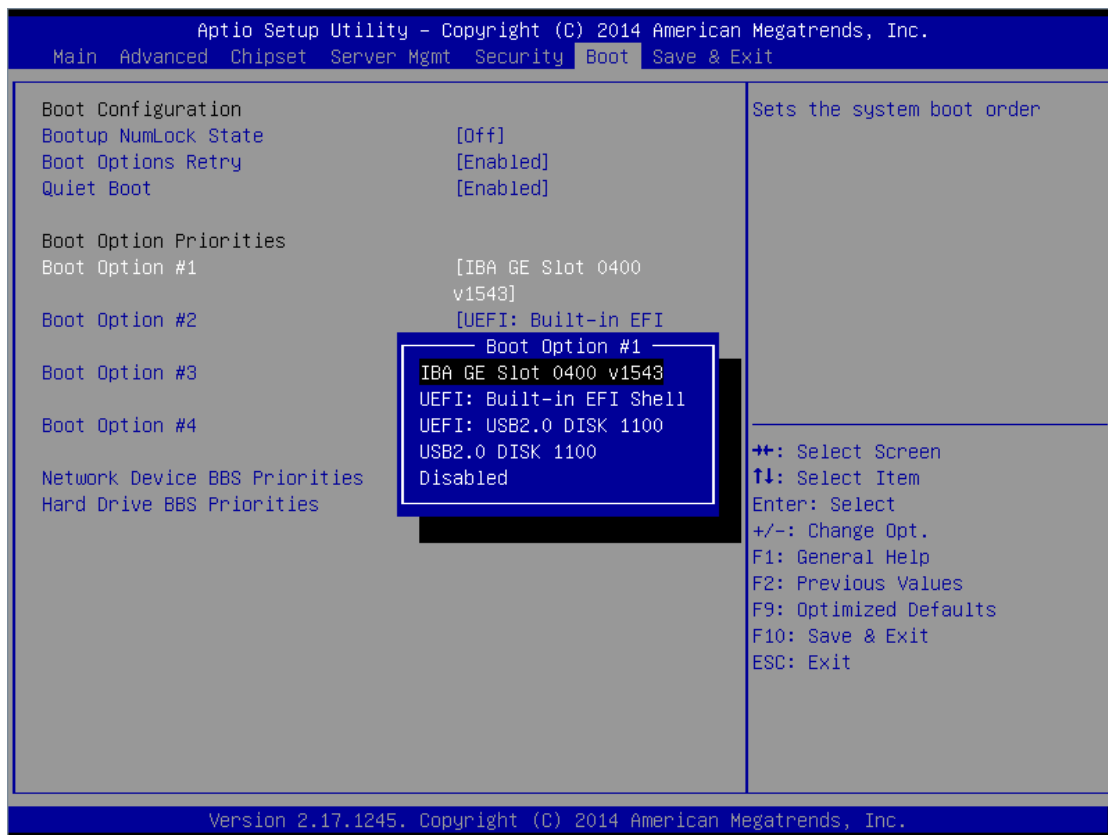 Aptio Setup Utility – Copyright (C) 2014 American Megatrends, Inc.
Main Advanced Chipset Server Mgmt Security Boot Save & Exit
Boot Configuration
Bootup NumLock State [Off]
Boot Options Retry [Enabled]
Quiet Boot [Enabled]
Boot Option Priorities
Boot Option #1 [IBA GE Slot 0400
v1543]
Boot Option #2 [UEFI: Built-in EFI
Boot Option #3
Boot Option #4
Network Device BBS Priorities
Hard Drive BBS Priorities
Boot Option #1
IBA GE Slot 0400 v1543
UEFI: Built-in EFI Shell
UEFI: USB2.0 DISK 1100
USB2.0 DISK 1100
Disabled
Sets the system boot order
→←: Select Screen
↑↓: Select Item
Enter: Select
+/-: Change Opt.
F1: General Help
F2: Previous Values
F9: Optimized Defaults
F10: Save & Exit
ESC: Exit
Version 2.17.1245. Copyright (C) 2014 American Megatrends, Inc.